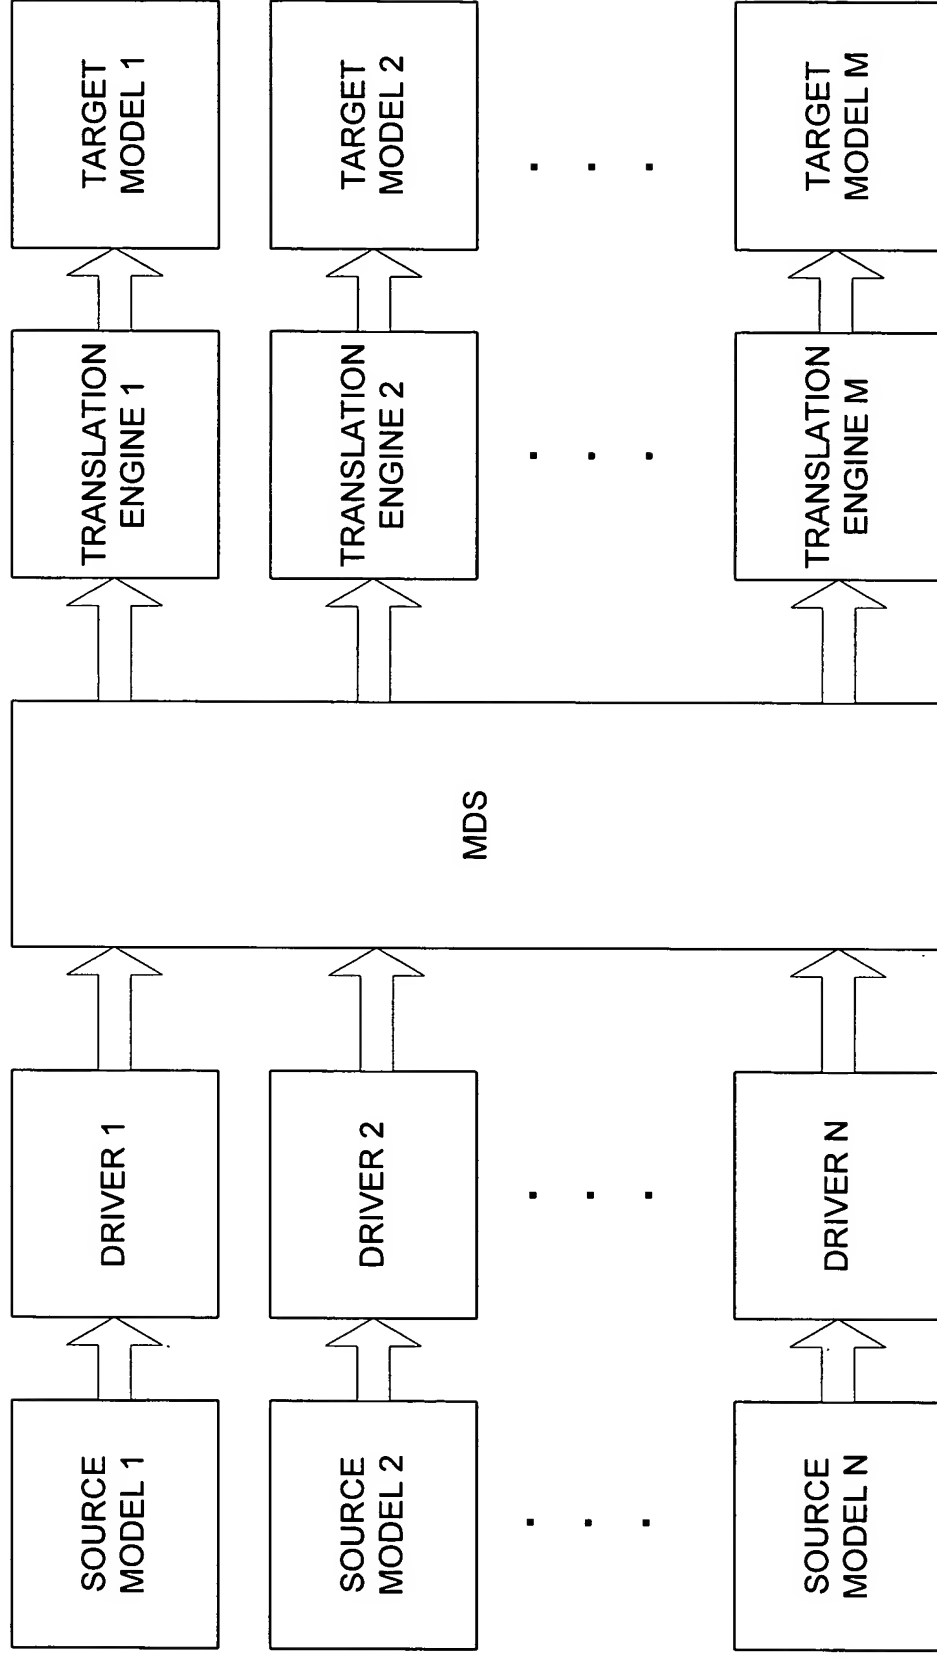 SOURCE
MODEL 1
DRIVER 1
TRANSLATION
ENGINE 1
TARGET
MODEL 1
SOURCE
MODEL 2
DRIVER 2
MDS
TRANSLATION
ENGINE 2
TARGET
MODEL 2
SOURCE
MODEL N
DRIVER N
TRANSLATION
ENGINE M
TARGET
MODEL M